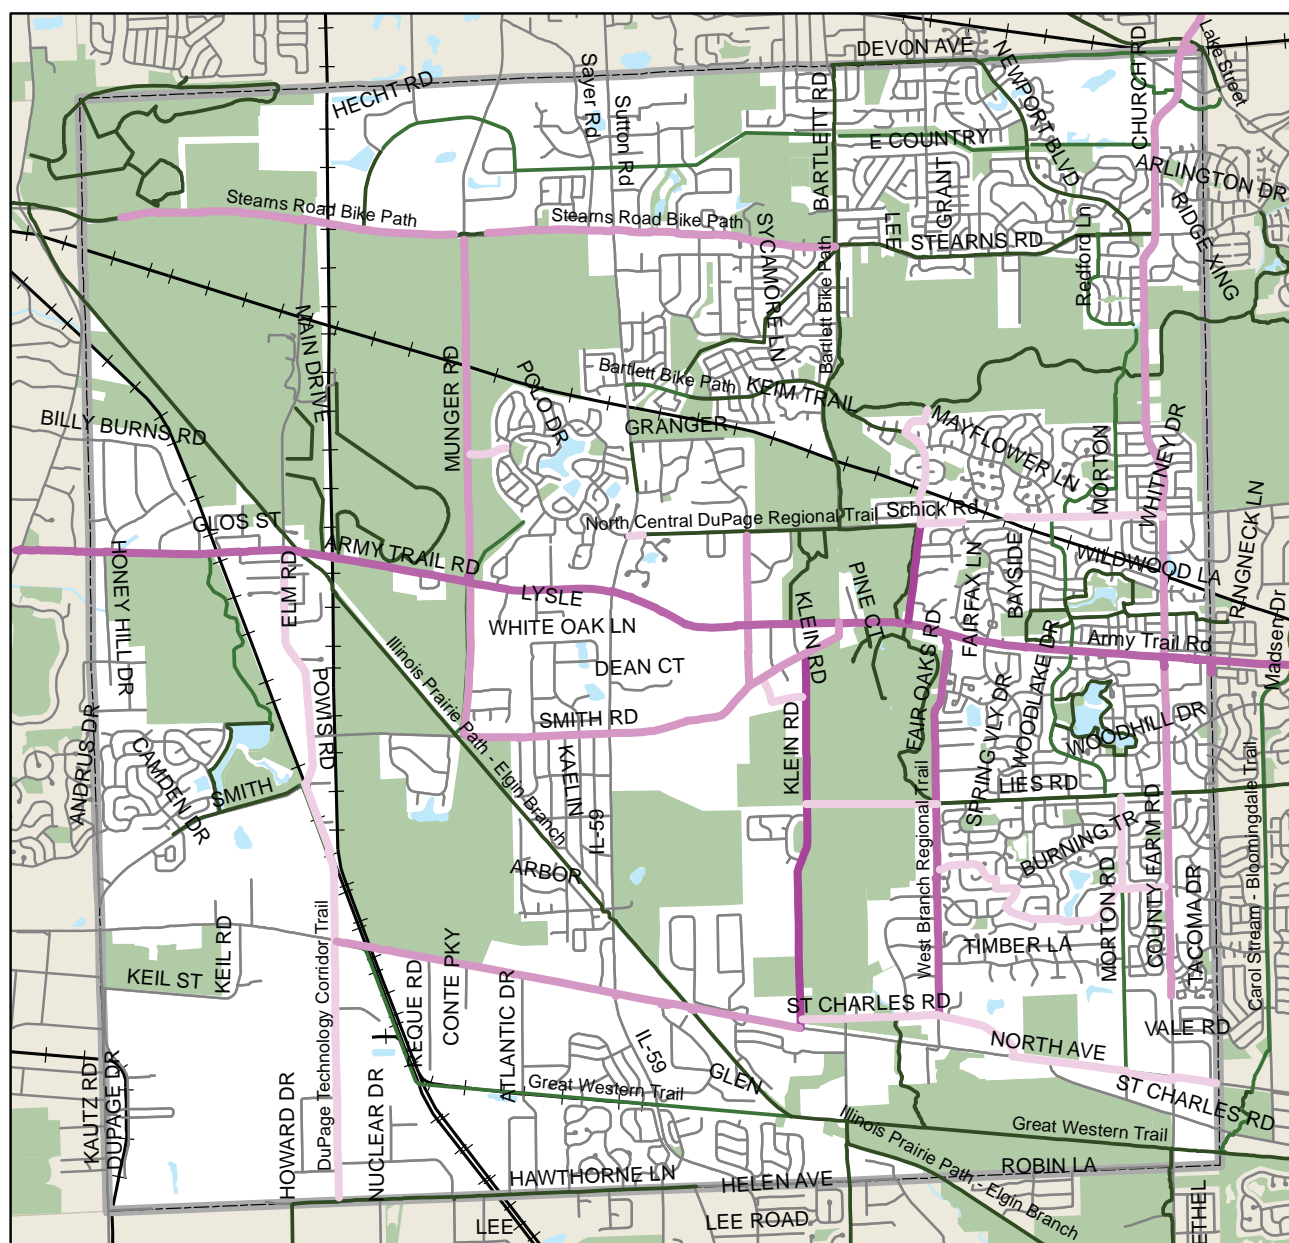 DEVON AVE
Lake Street
HECHT RD
Sayer Rd
Sutton Rd
BARTLETT RD
NEWPORT BLVD
CHURCH RD
E COUNTRY
GRANT
ARLINGTON DR
Stearns Road Bike Path
Stearns Road Bike Path
SYCAMORE LN
LEE
STEARNS RD
Redford Ln
RIDGE XING
Bartlett Bike Path
MAIN DRIVE
MUNGER RD
POLO DR
Bartlett Bike Path
KEIM TRAIL
GRANGER
MAYFLOWER LN
BILLY BURNS RD
MORTON
WHITNEY DR
GLOS ST
North Central DuPage Regional Trail
Schick Rd
RINGNECK LN
HONEY HILL DR
ELM RD
ARMY TRAIL RD
LYSLE
WHITE OAK LN
DEAN CT
KLEIN RD
PINE CT
FAIRFAX LN
BAYSIDE
WILDWOOD LA
Army Trail Rd
Madsen Dr
Illinois Prairie Path - Elgin Branch
POWIS RD
SMITH RD
KLEIN RD
FAIR OAKS RD
SPRING VLY DR
WOODLAKE DR
WOODHILL DR
ANDRUS DR
CAMDEN DR
SMITH
KAELIN
IL-59
LIES RD
ARBOR
BURNING TR
MORTON RD
COUNTY FARM RD
TACOMA DR
Carol Stream - Bloomingdale Trail
West Branch Regional Trail
TIMBER LA
KEIL ST
KEIL RD
DuPage Technology Corridor Trail
REQUE RD
CONTE PKY
ATLANTIC DR
ST CHARLES RD
NORTH AVE
VALE RD
IL-59
GLEN
ST CHARLES RD
KAUTZ RD
DUPAGE DR
HOWARD DR
NUCLEAR DR
Great Western Trail
Illinois Prairie Path - Elgin Branch
Great Western Trail
HAWTHORNE LN
HELEN AVE
ROBIN LA
LEE
LEE ROAD
ETHEL